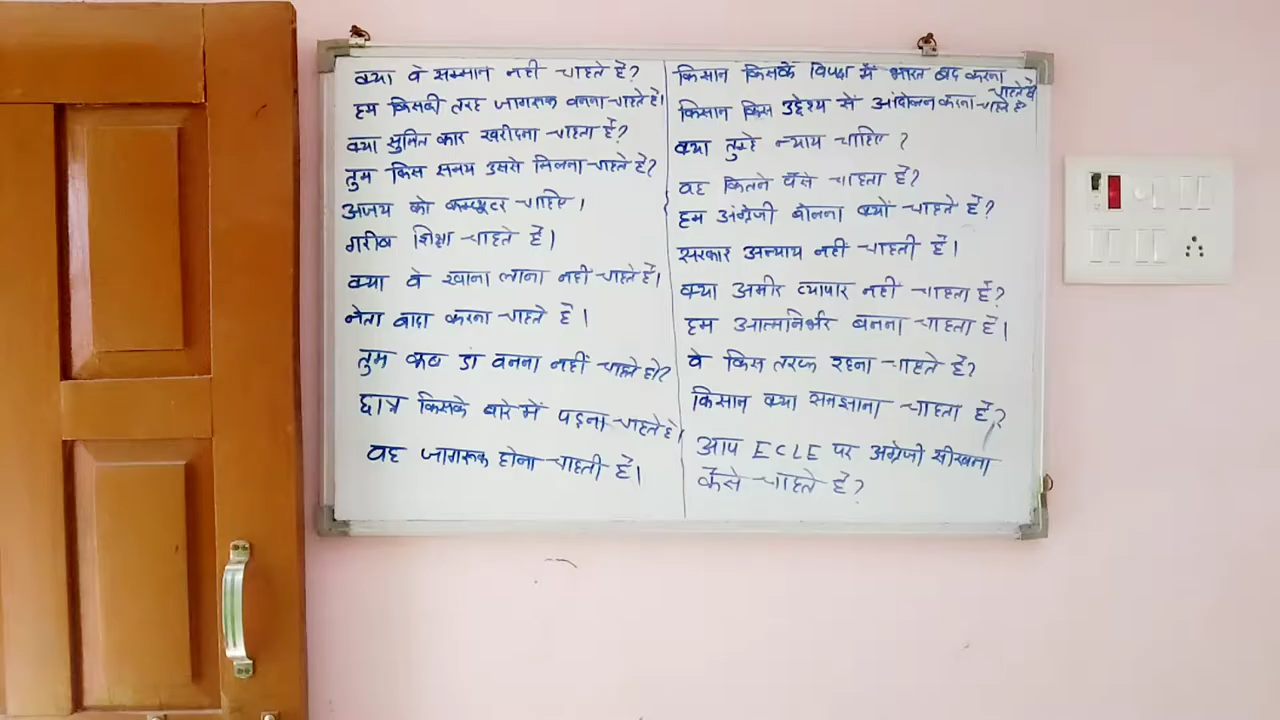 क्या वे सम्मान नहीं चाहते हैं?
हम किसकी तरह जागरूक बनना चाहते हैं।
क्या सुमित कार खरीदना चाहता हैं?
तुम किस समय उससे मिलना चाहते हैं?
अजय को कम्प्यूटर चाहिए।
गरीब शिक्षा चाहते हैं।
क्या वे खाना लाना नहीं चाहते हैं।
नेता वादा करना चाहते हैं।
तुम कब डा बनना नहीं चाहते हो?
छात्र किसके बारे में पढ़ना चाहते हैं।
वह जागरूक होना चाहती हैं।
किसान किसके विपक्ष में भारत बंद करना चाहते हैं
किसान किस उद्देश्य से आंदोलन करना चाहते हैं
क्या तुम्हे न्याय चाहिए?
वह कितने पैसे चाहता हैं?
हम अंग्रेजी बोलना क्यों चाहते हैं?
सरकार अन्याय नहीं चाहती हैं।
क्या अमीर व्यापार नहीं चाहता हैं?
हम आत्मनिर्भर बनना चाहता हैं।
वे किस तरफ रहना चाहते हैं?
किसान क्या समझाना चाहता हैं?
आप ECLE पर अंग्रेजी सीखना
कैसे चाहते हैं?